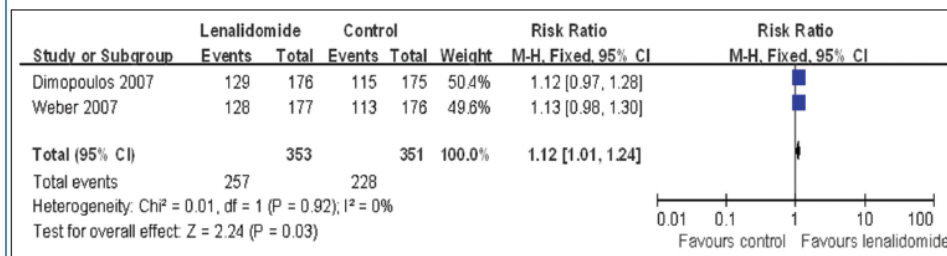 Lenalidomide Control Risk Ratio Risk Ratio
Study or Subgroup Events Total Events Total Weight M-H, Fixed, 95% CI M-H, Fixed, 95% CI
Dimopoulos 2007 129 176 115 175 50.4% 1.12 [0.97, 1.28]
Weber 2007 128 177 113 176 49.6% 1.13 [0.98, 1.30]
Total (95% CI) 353 351 100.0% 1.12 [1.01, 1.24]
Total events 257 228
Heterogeneity: Chi² = 0.01, df = 1 (P = 0.92); I² = 0%
Test for overall effect: Z = 2.24 (P = 0.03)
0.01 0.1 1 10 100
Favours control Favours lenalidomide